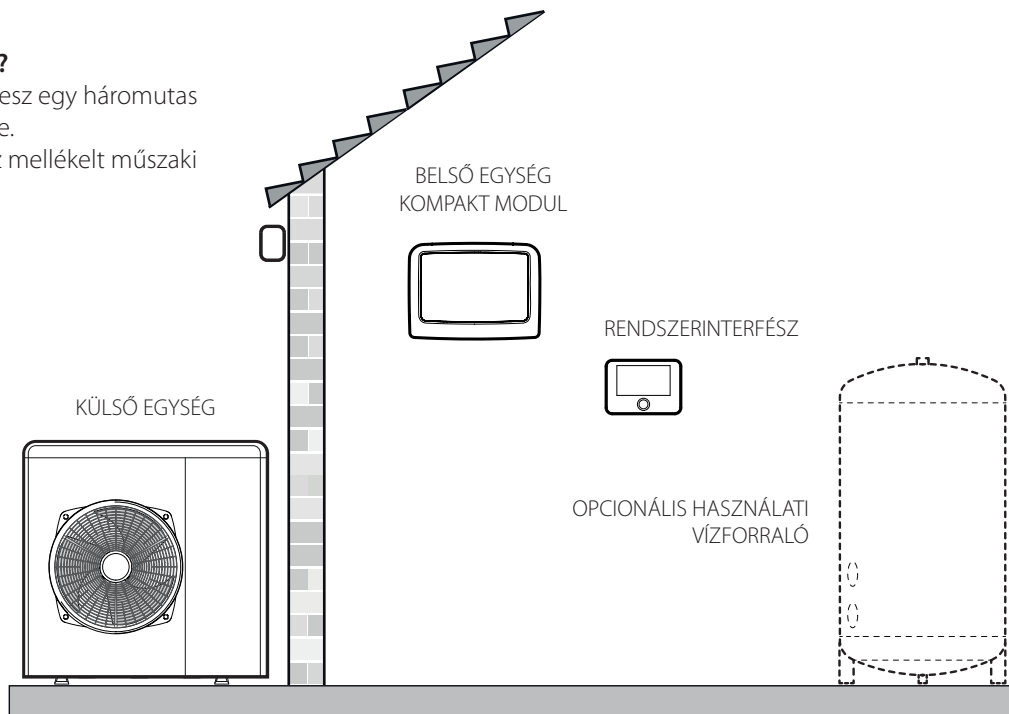 ?
esz egy háromutas
e.
z mellékelt műszaki
BELSŐ EGYSÉG
KOMPAKT MODUL
RENDSZERINTERFÉSZ
KÜLSŐ EGYSÉG
OPCIONÁLIS HASZNÁLATI
VÍZFORRALÓ